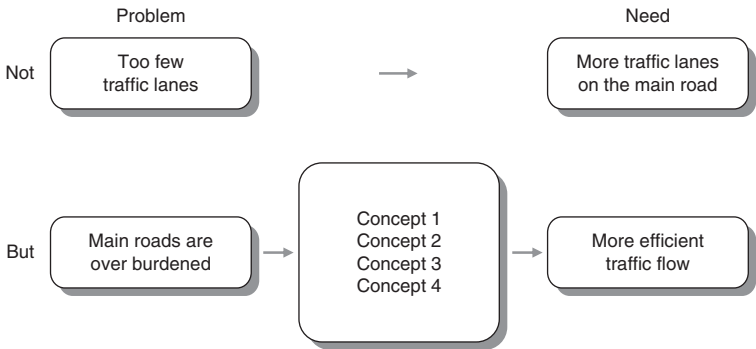 Problem
Need
Not
Too few
traffic lanes
More traffic lanes
on the main road
But
Main roads are
over burdened
Concept 1
Concept 2
Concept 3
Concept 4
More efficient
traffic flow